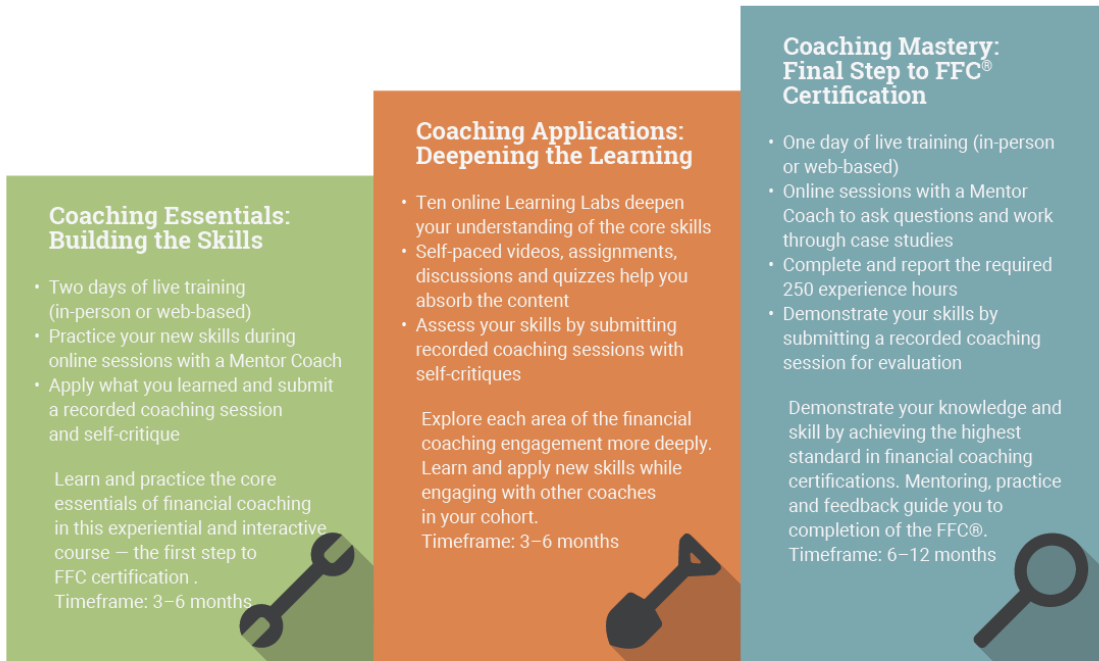 Coaching Essentials:
Building the Skills
• Two days of live training
(in-person or web-based)
• Practice your new skills during
online sessions with a Mentor Coach
• Apply what you learned and submit
a recorded coaching session
and self-critique
Learn and practice the core
essentials of financial coaching
in this experiential and interactive
course — the first step to
FFC certification .
Timeframe: 3–6 months
Coaching Applications:
Deepening the Learning
• Ten online Learning Labs deepen
your understanding of the core skills
• Self-paced videos, assignments,
discussions and quizzes help you
absorb the content
• Assess your skills by submitting
recorded coaching sessions with
self-critiques
Explore each area of the financial
coaching engagement more deeply.
Learn and apply new skills while
engaging with other coaches
in your cohort.
Timeframe: 3–6 months
Coaching Mastery:
Final Step to FFC®
Certification
• One day of live training (in-person
or web-based)
• Online sessions with a Mentor
Coach to ask questions and work
through case studies
• Complete and report the required
250 experience hours
• Demonstrate your skills by
submitting a recorded coaching
session for evaluation
Demonstrate your knowledge and
skill by achieving the highest
standard in financial coaching
certifications. Mentoring, practice
and feedback guide you to
completion of the FFC®.
Timeframe: 6–12 months